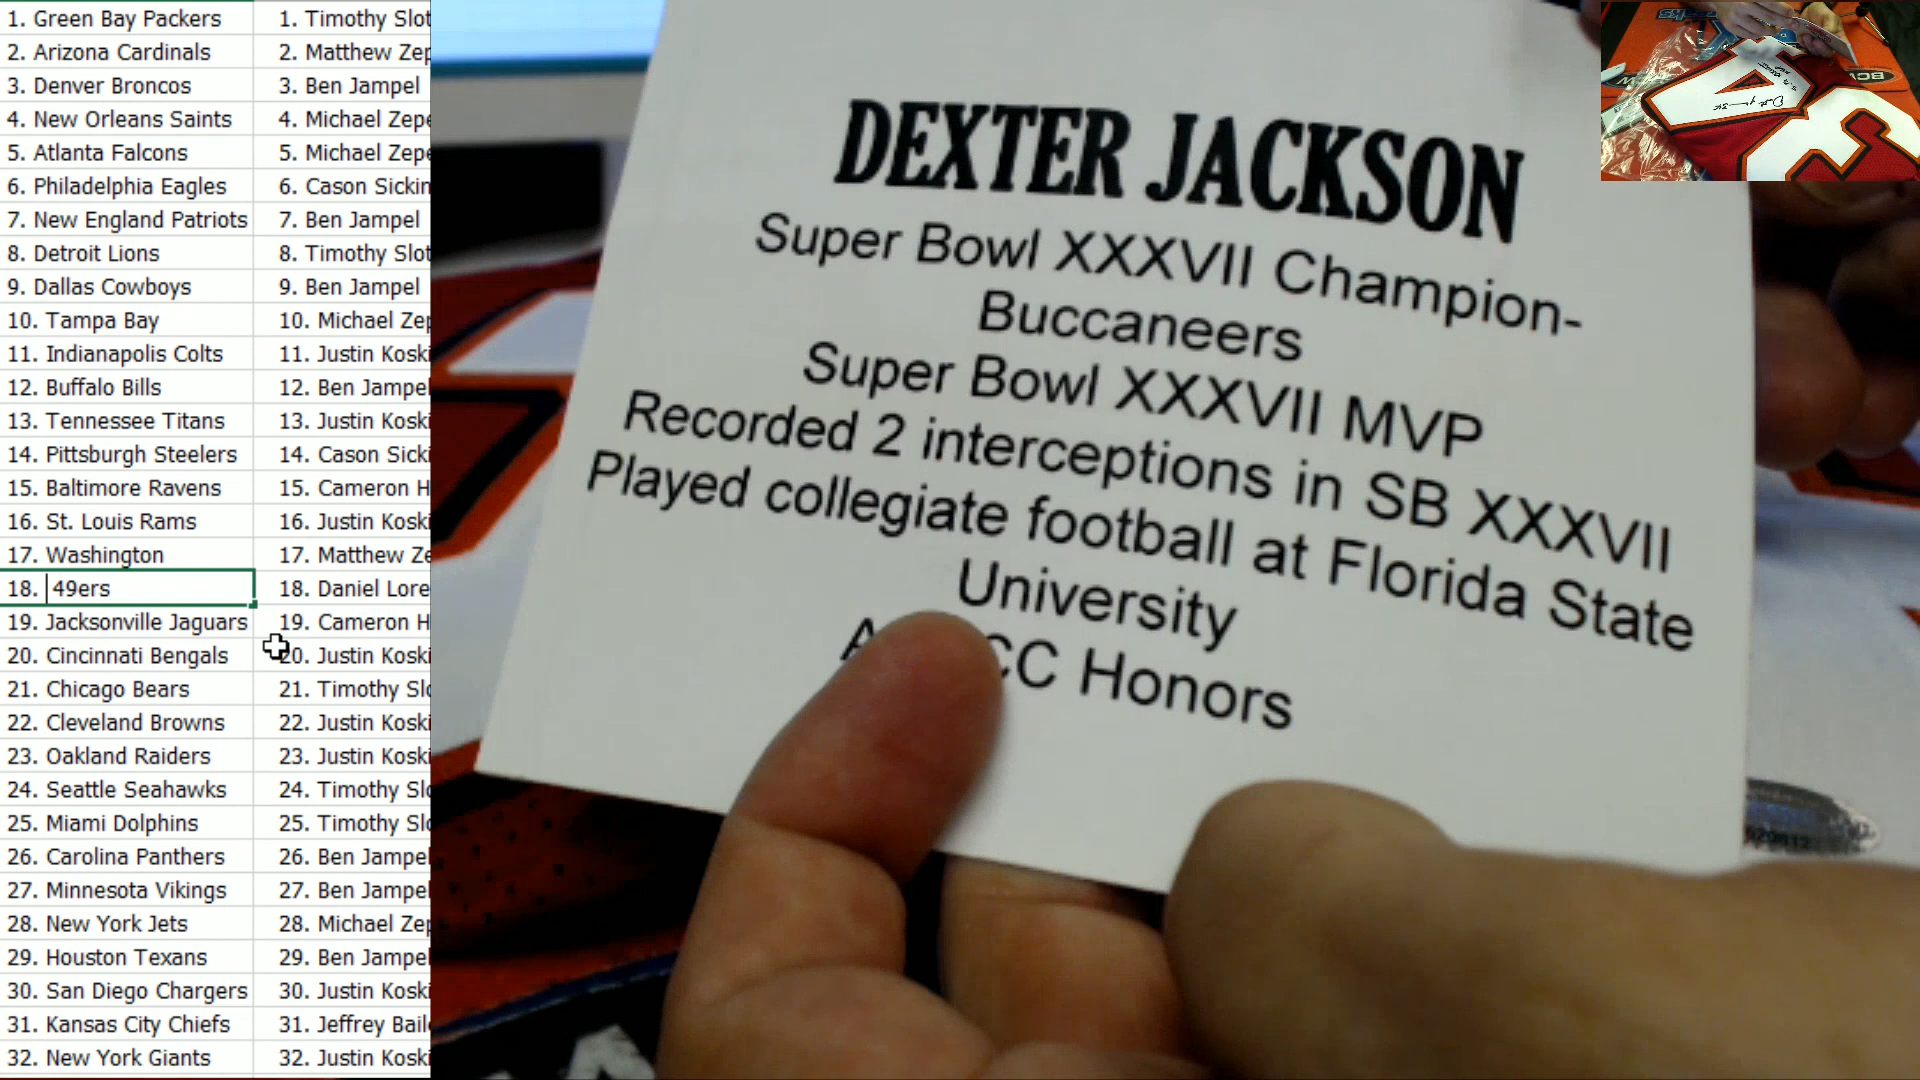 1. Green Bay Packers
2. Arizona Cardinals
3. Denver Broncos
4. New Orleans Saints
5. Atlanta Falcons
6. Philadelphia Eagles
7. New England Patriots
8. Detroit Lions
9. Dallas Cowboys
10. Tampa Bay
11. Indianapolis Colts
12. Buffalo Bills
13. Tennessee Titans
14. Pittsburgh Steelers
15. Baltimore Ravens
16. St. Louis Rams
17. Washington
18. 49ers
19. Jacksonville Jaguars
20. Cincinnati Bengals
21. Chicago Bears
22. Cleveland Browns
23. Oakland Raiders
24. Seattle Seahawks
25. Miami Dolphins
26. Carolina Panthers
27. Minnesota Vikings
28. New York Jets
29. Houston Texans
30. San Diego Chargers
31. Kansas City Chiefs
32. New York Giants
1. Timothy Slot
2. Matthew Zep
3. Ben Jampel
4. Michael Zepe
5. Michael Zepe
6. Cason Sickin
7. Ben Jampel
8. Timothy Slot
9. Ben Jampel
10. Michael Zep
11. Justin Koski
12. Ben Jampel
13. Justin Koski
14. Cason Sicki
15. Cameron H
16. Justin Koski
17. Matthew Ze
18. Daniel Lore
19. Cameron H
20. Justin Koski
21. Timothy Slo
22. Justin Koski
23. Justin Koski
24. Timothy Slo
25. Timothy Slo
26. Ben Jampel
27. Ben Jampel
28. Michael Zep
29. Ben Jampel
30. Justin Koski
31. Jeffrey Baile
32. Justin Koski
DEXTER JACKSON
Super Bowl XXXVII Champion-
Buccaneers
Super Bowl XXXVII MVP
Recorded 2 interceptions in SB XXXVII
Played collegiate football at Florida State
University
Honors